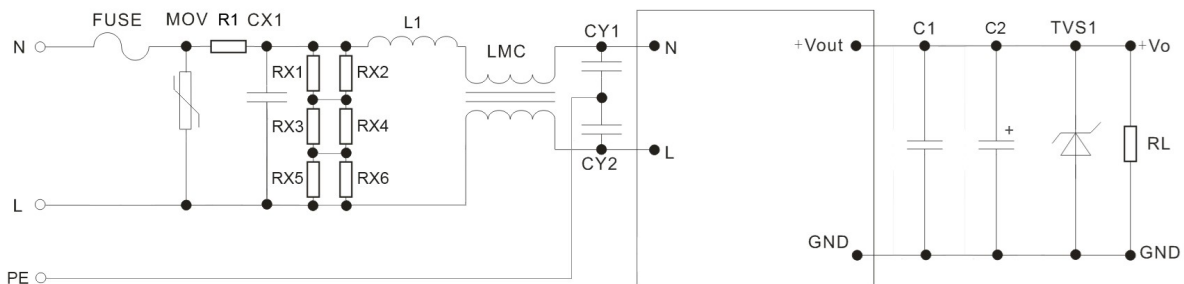 FUSE MOV R1 CX1 L1 LMC CY1 C1 C2 TVS1
N N +Vout +Vo
RX1 RX2
RX3 RX4 + RL
RX5 RX6 CY2 L
L GND GND
PE